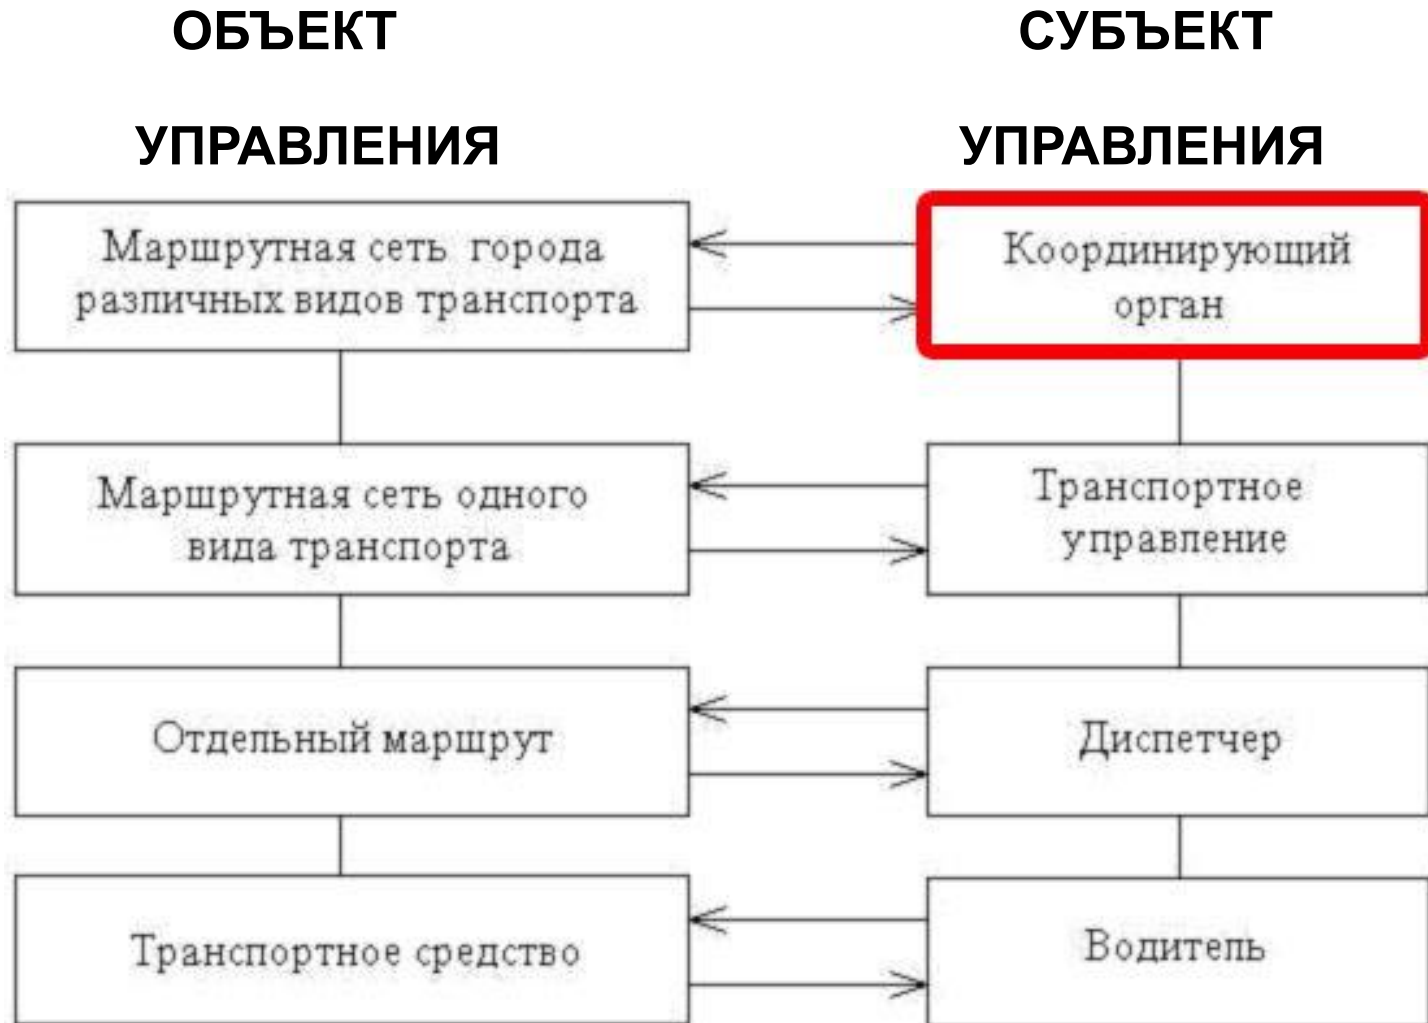 ОБЪЕКТ
УПРАВЛЕНИЯ
СУБЪЕКТ
УПРАВЛЕНИЯ
Маршрутная сеть города
различных видов транспорта
Координирующий
орган
Маршрутная сеть одного
вида транспорта
Транспортное
управление
Отдельный маршрут
Диспетчер
Транспортное средство
Водитель